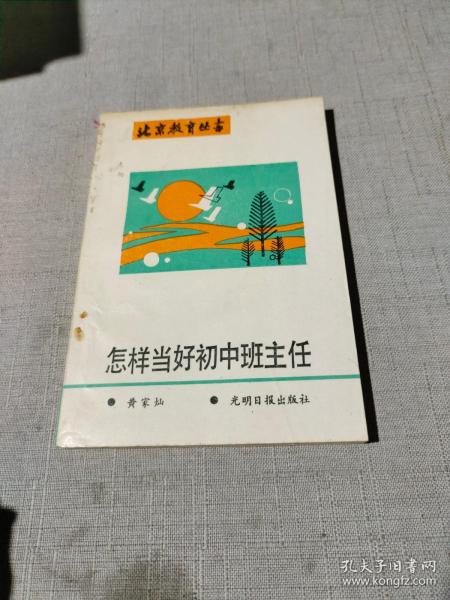 北京教育丛书
怎样当好初中班主任
黄家灿
光明日报出版社
孔夫子旧书网
www.kongfz.com